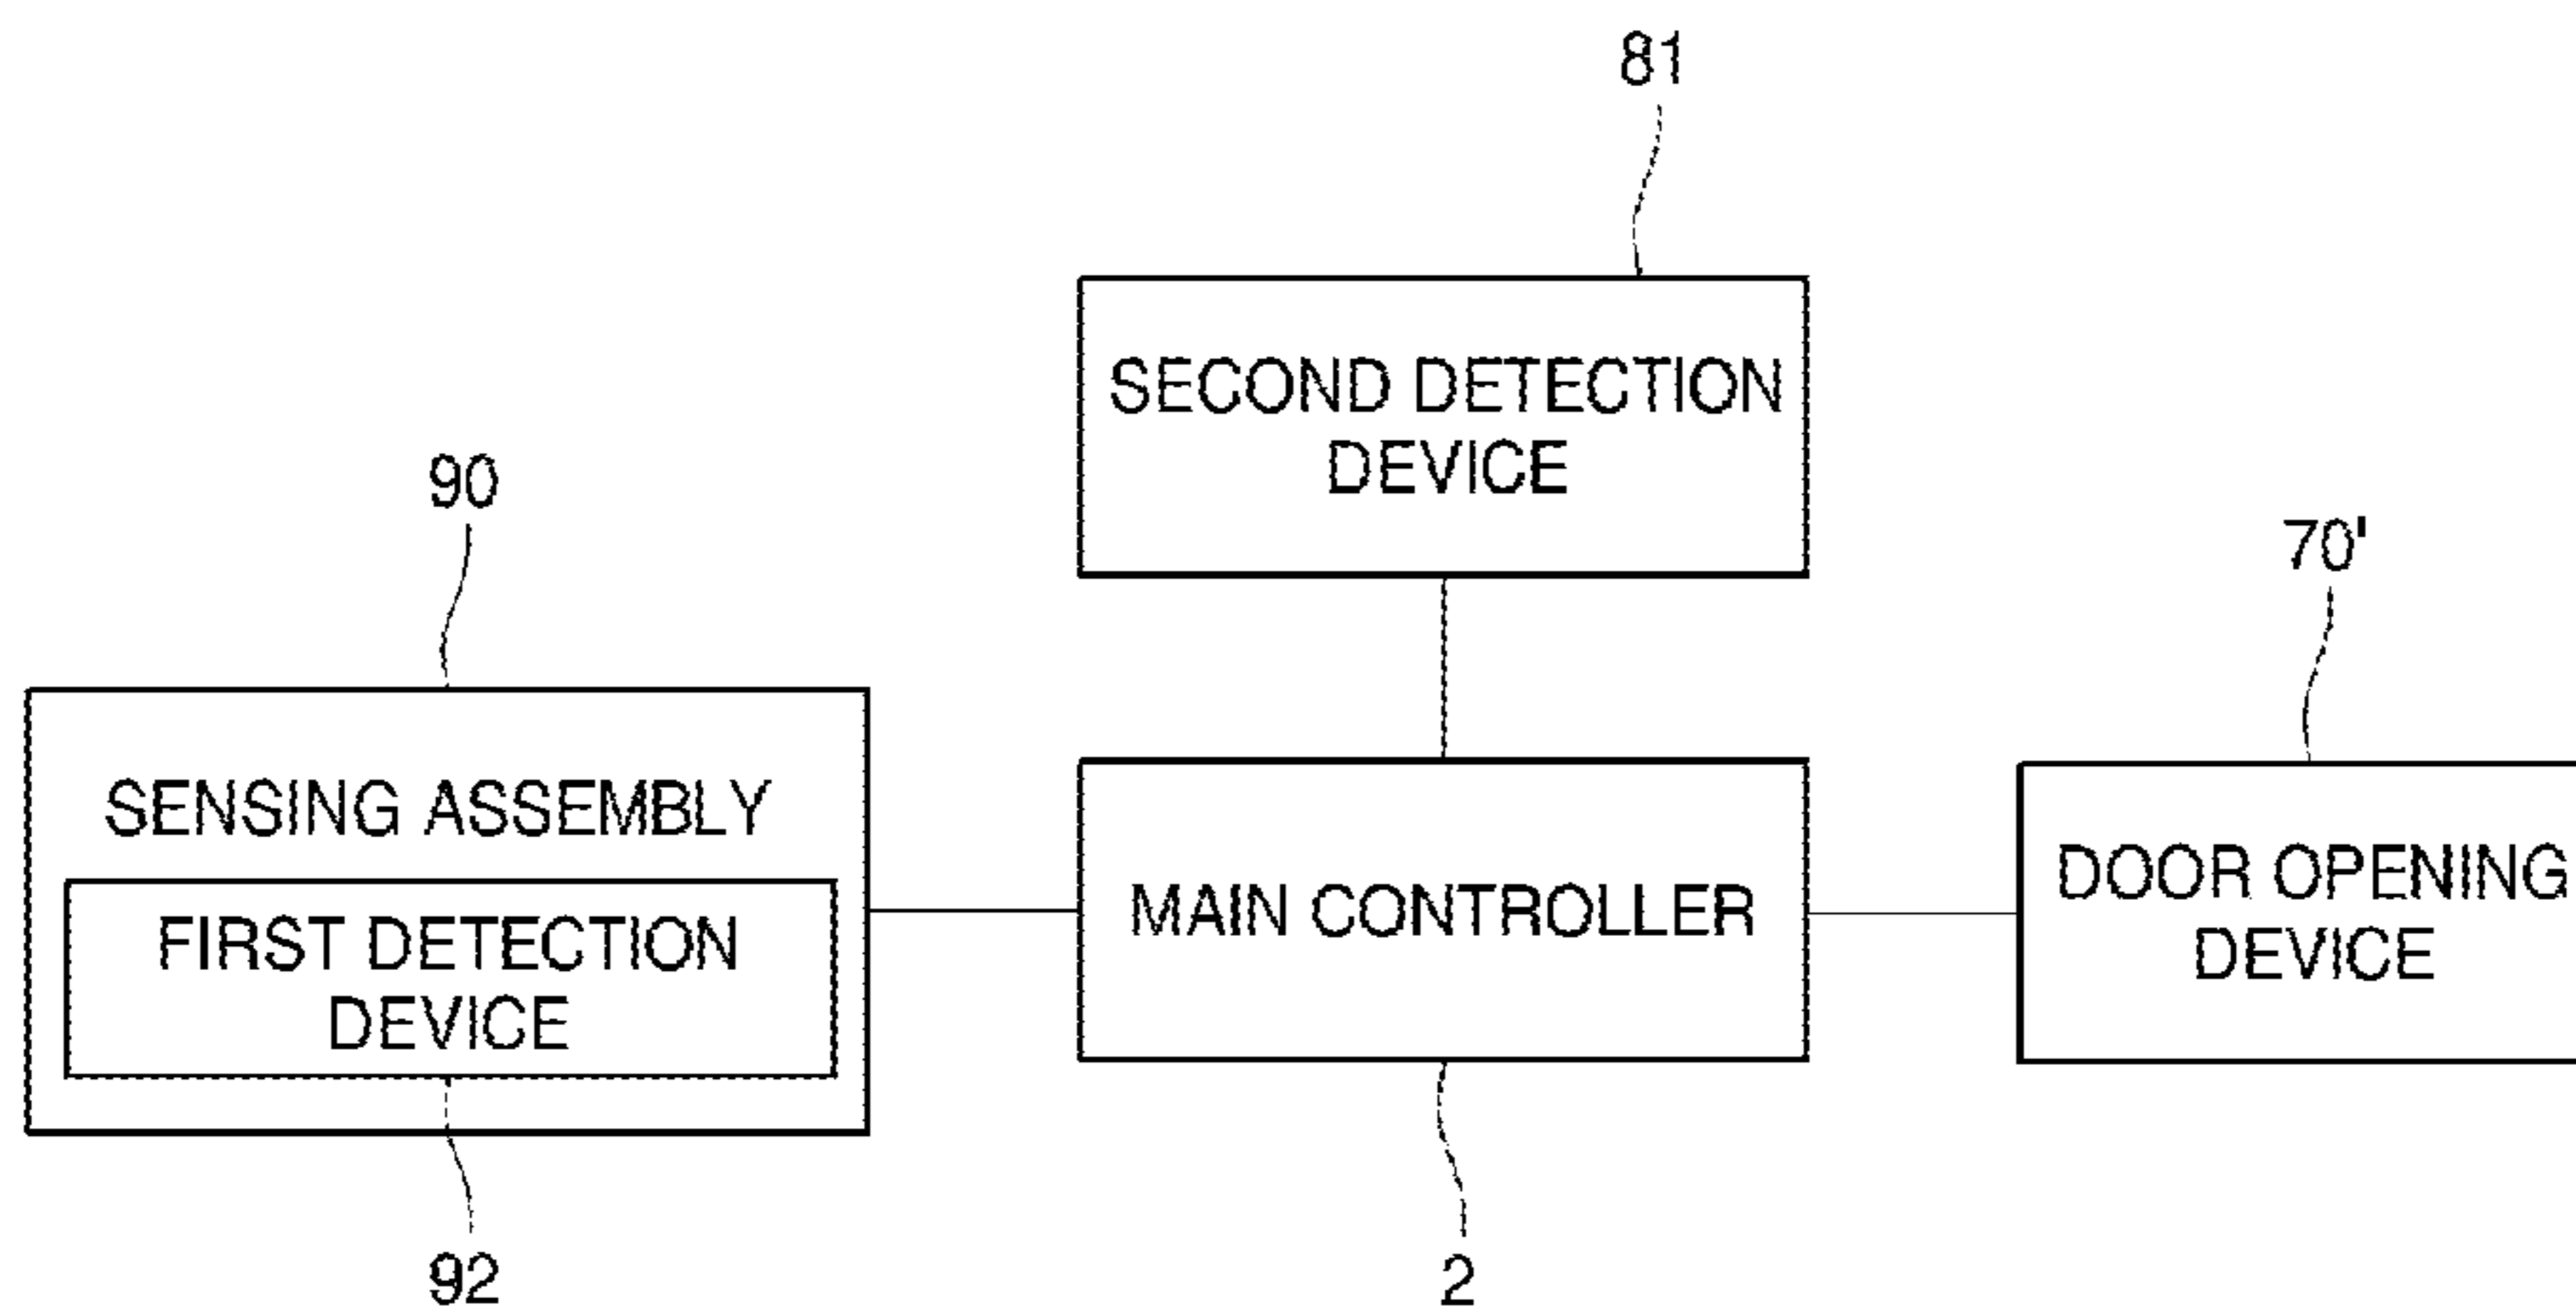 81
SECOND DETECTION
DEVICE
90
70'
SENSING ASSEMBLY
FIRST DETECTION
DEVICE
MAIN CONTROLLER
DOOR OPENING
DEVICE
92
2